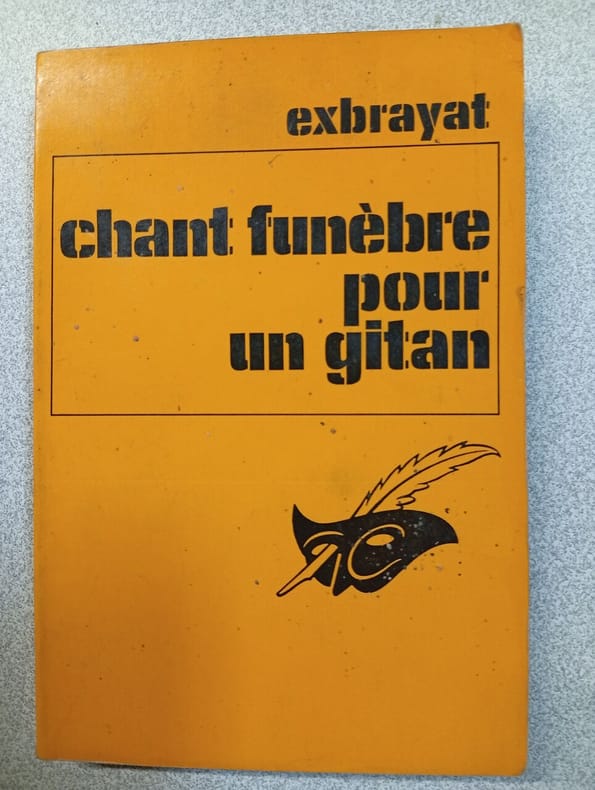 exbrayat
chant funèbre
pour
un gitan